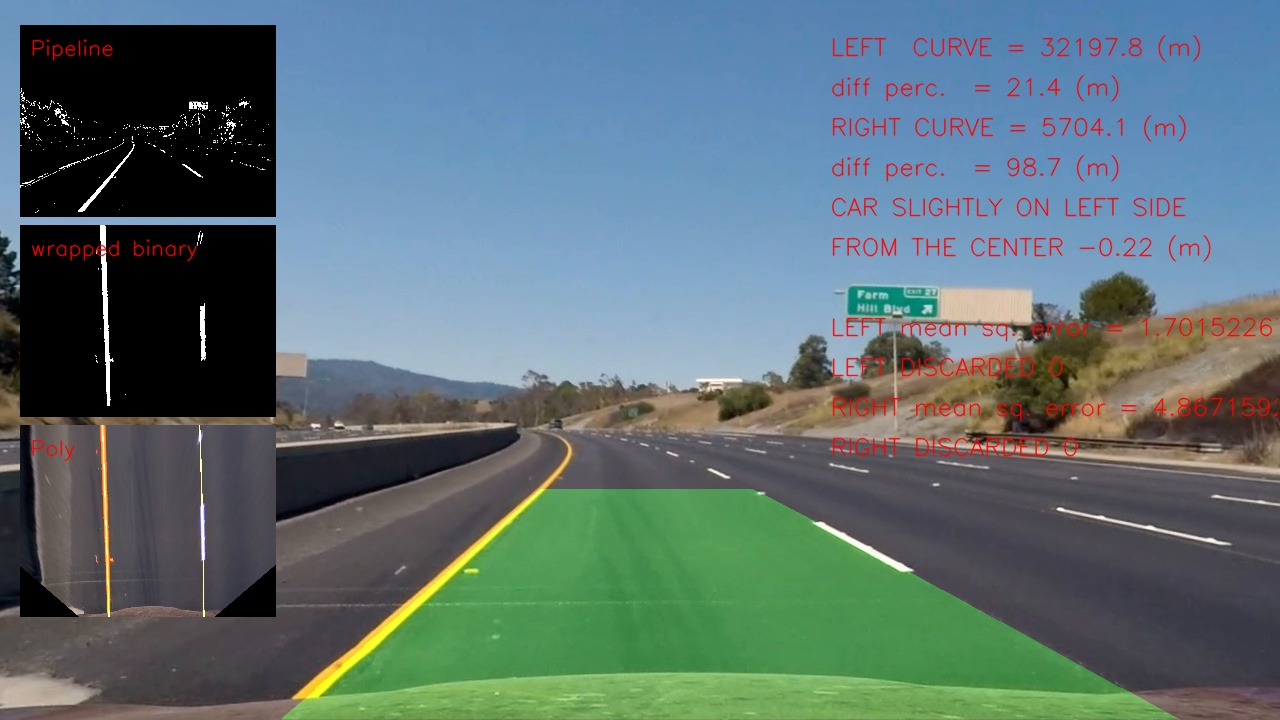 Pipeline
wrapped binary
Poly
LEFT CURVE = 32197.8 (m)
diff perc. = 21.4 (m)
RIGHT CURVE = 5704.1 (m)
diff perc. = 98.7 (m)
CAR SLIGHTLY ON LEFT SIDE
FROM THE CENTER -0.22 (m)
EXIT 27
Farm
Hill Blvd
LEFT mean sq. error = 1.7015226
LEFT DISCARDED 0
RIGHT mean sq. error = 4.8671592
RIGHT DISCARDED 0